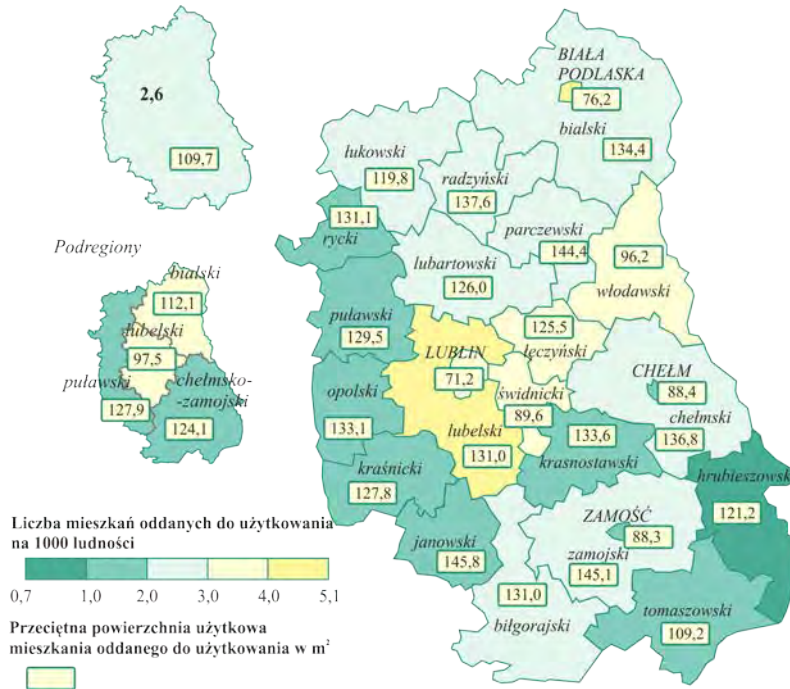 2,6
109,7
Podregiony
bialski
112,1
lubelski
97,5
puławski
127,9
chełmsko-
-zamojski
124,1
BIAŁA
PODLASKA
76,2
bialski
134,4
łukowski
119,8
radzyński
137,6
131,1
rycki
parczewski
144,4
lubartowski
126,0
96,2
włodawski
puławski
129,5
125,5
łęczyński
LUBLIN
71,2
świdnicki
89,6
CHEŁM
88,4
chełmski
136,8
opolski
133,1
lubelski
131,0
133,6
krasnostawski
kraśnicki
127,8
hrubieszowski
121,2
janowski
145,8
ZAMOŚĆ
88,3
zamojski
145,1
131,0
biłgorajski
tomaszowski
109,2
Liczba mieszkań oddanych do użytkowania
na 1000 ludności
0,7 1,0 2,0 3,0 4,0 5,1
Przeciętna powierzchnia użytkowa
mieszkania oddanego do użytkowania w m²